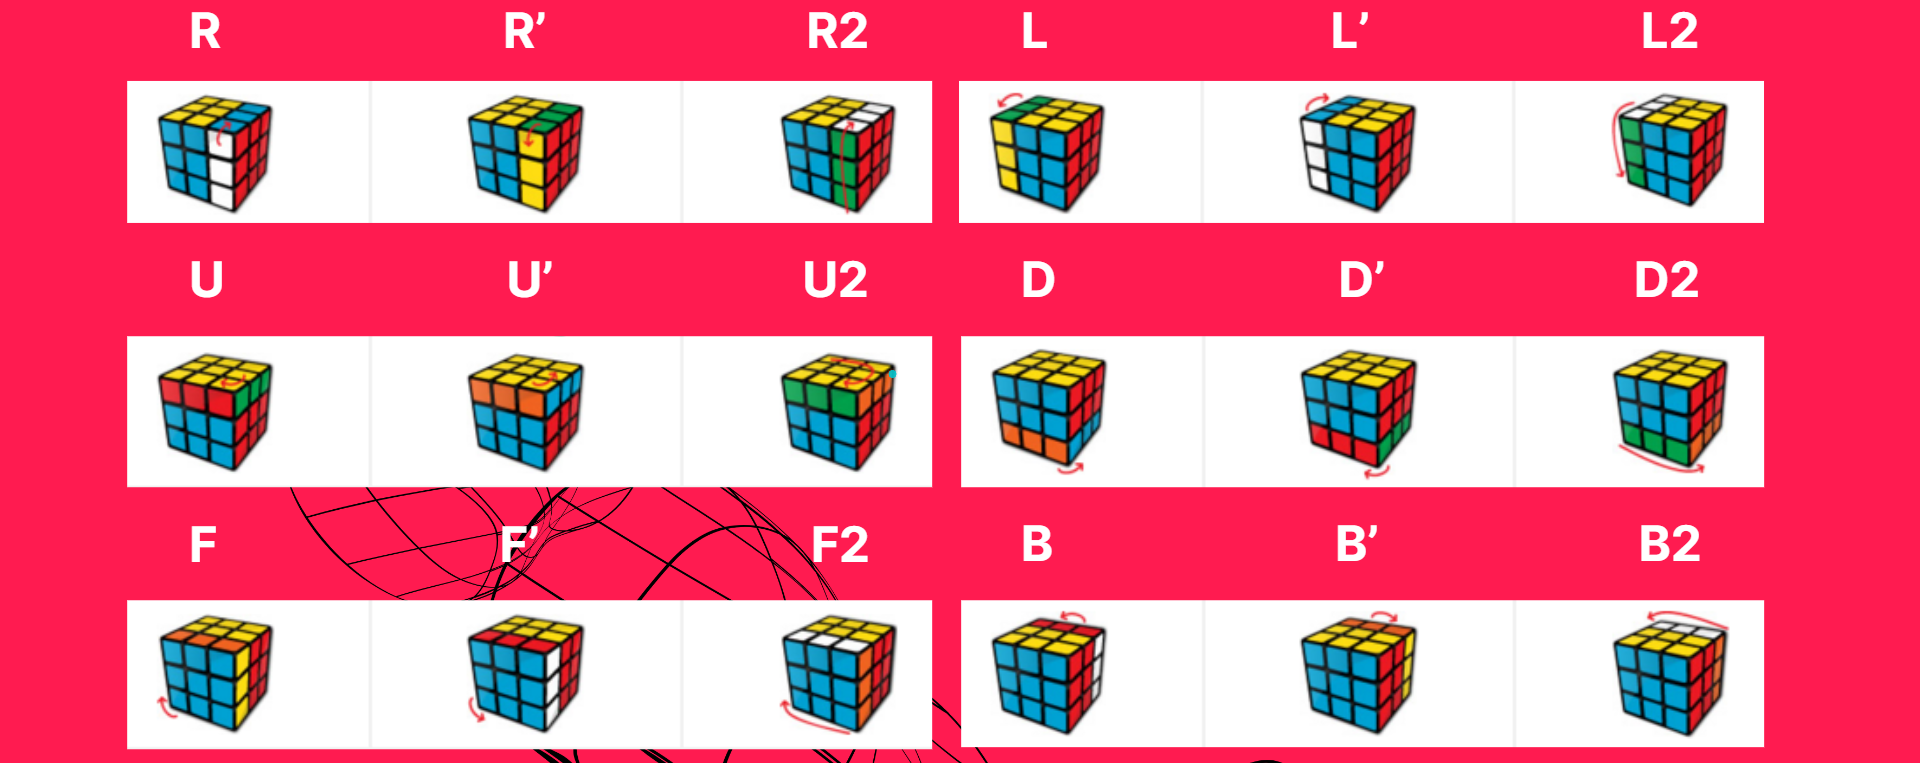 R R’ R2 L L’ L2
U U’ U2 D D’ D2
F F’ F2 B B’ B2